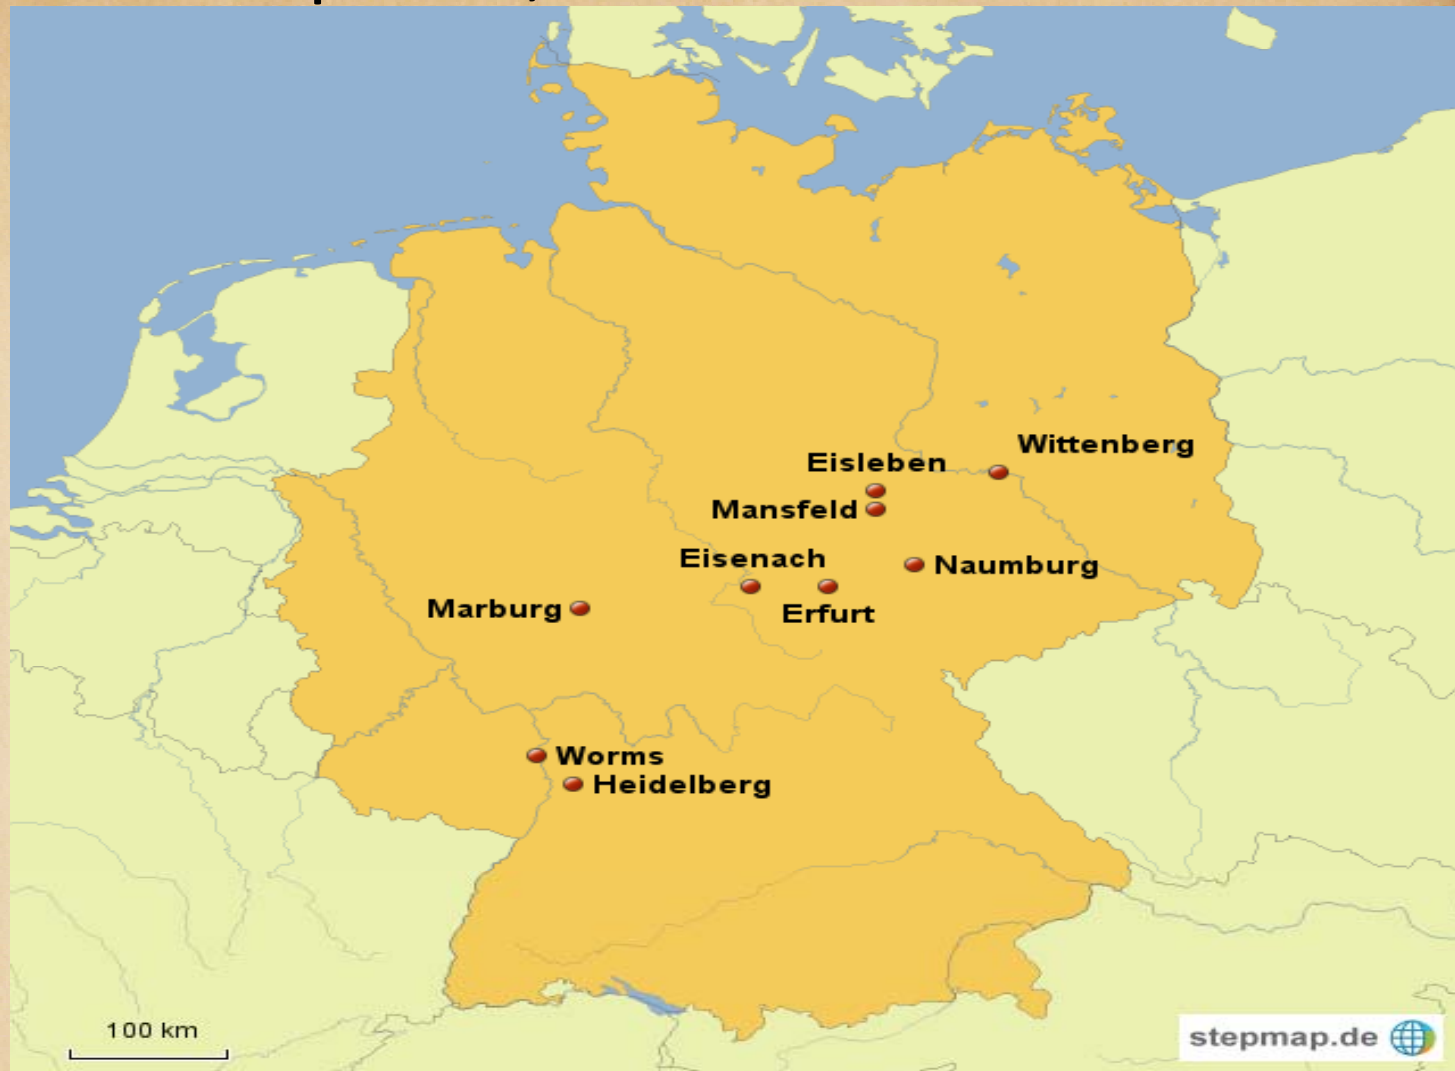 Wittenberg
Eisleben
Mansfeld
Eisenach
Naumburg
Marburg
Erfurt
Worms
Heidelberg
100 km
stepmap.de